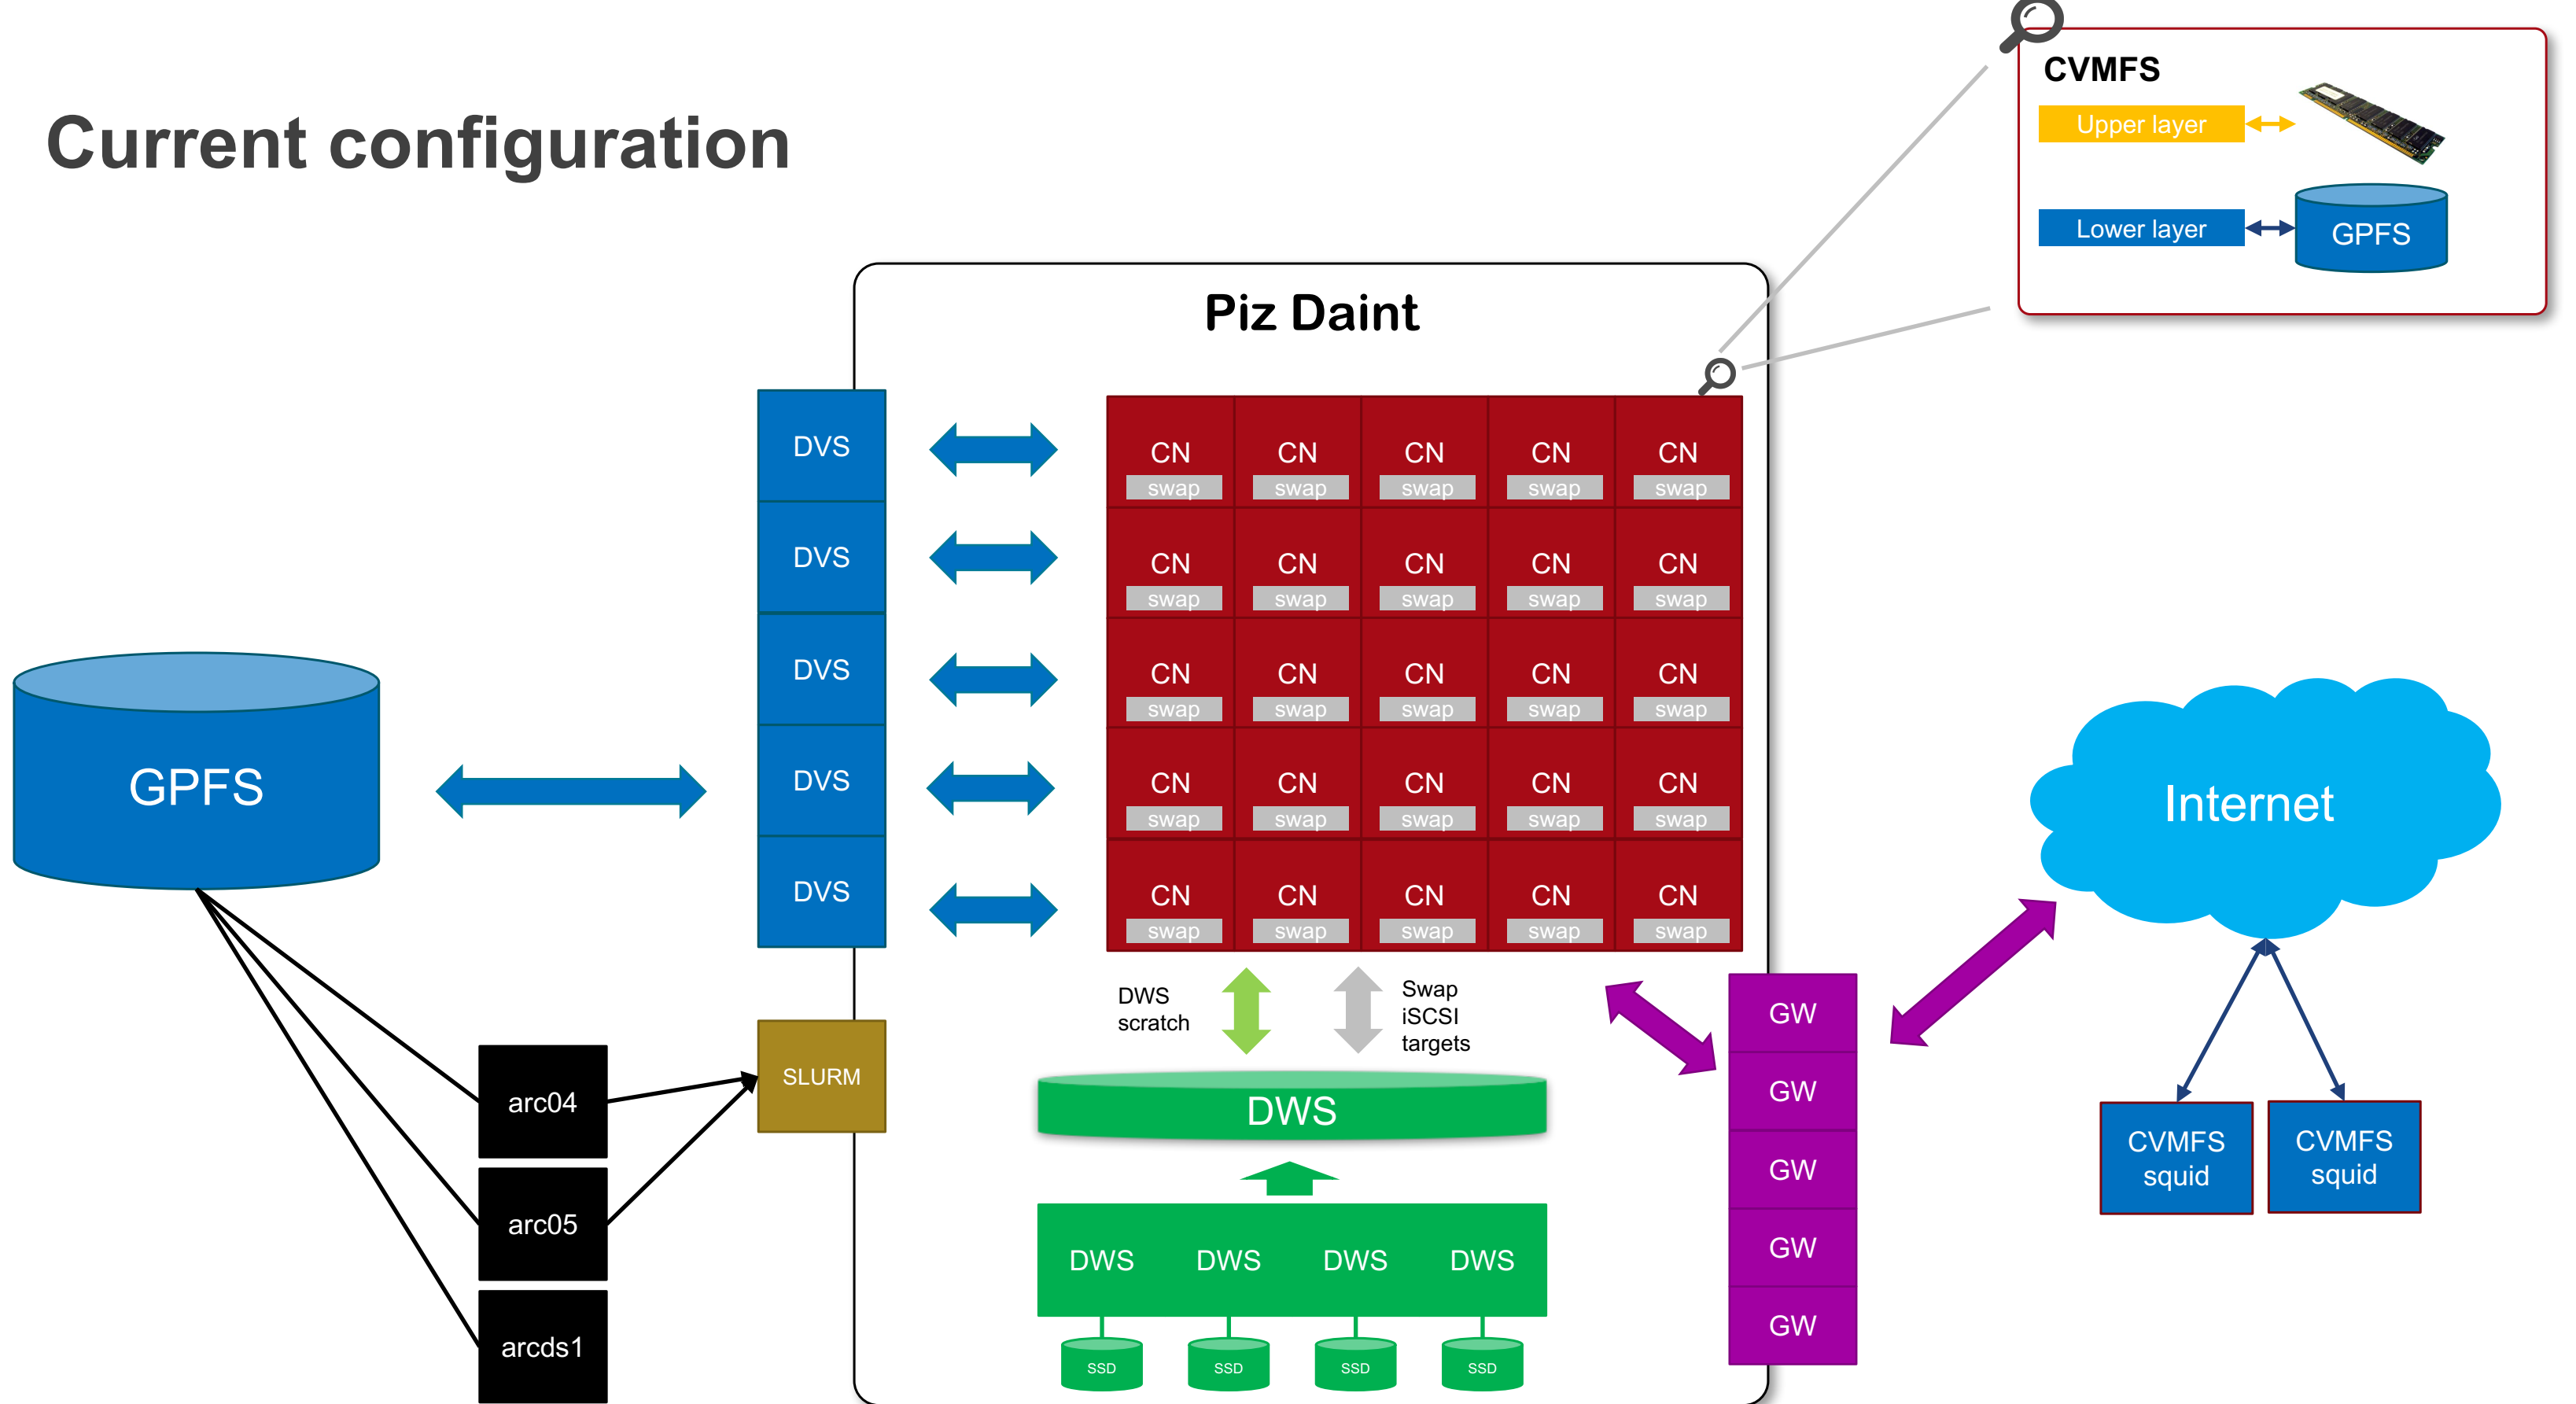 Current configuration
CVMFS
Upper layer
Lower layer
GPFS
Piz Daint
DVS
DVS
DVS
DVS
DVS
CN CN CN CN CN
swap swap swap swap swap
CN CN CN CN CN
swap swap swap swap swap
CN CN CN CN CN
swap swap swap swap swap
CN CN CN CN CN
swap swap swap swap swap
CN CN CN CN CN
swap swap swap swap swap
GPFS
Internet
DWS
scratch
Swap
iSCSI
targets
SLURM
arc04
arc05
arcds1
DWS
DWS DWS DWS DWS
SSD SSD SSD SSD
GW
GW
GW
GW
GW
CVMFS
squid
CVMFS
squid